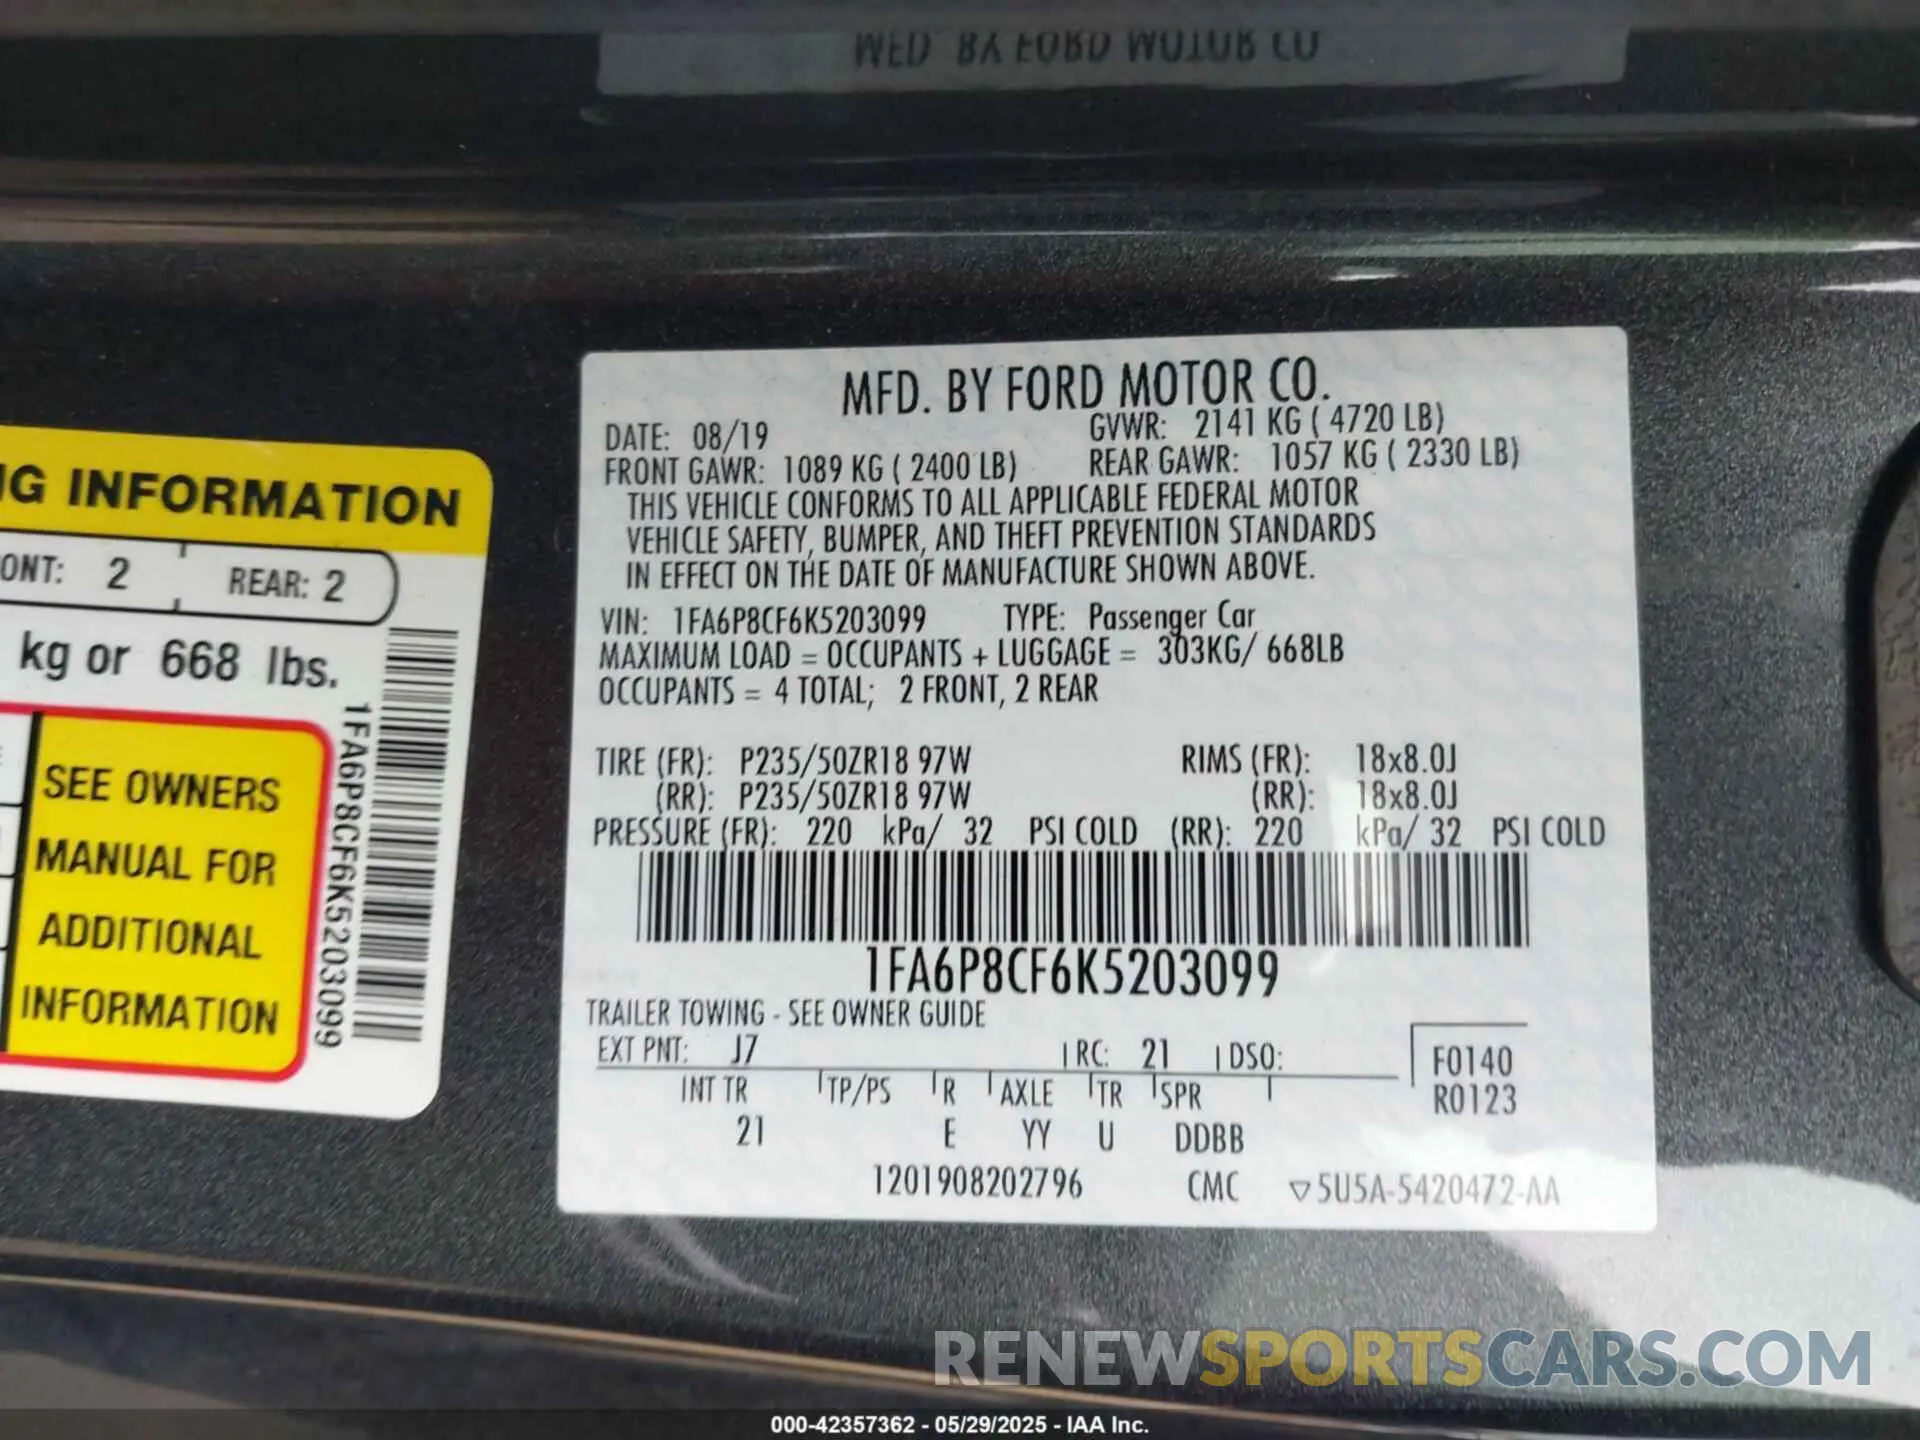 MFD. BY FORD MOTOR CO.
DATE: 08/19 GVWR: 2141 KG ( 4720 LB)
FRONT GAWR: 1089 KG ( 2400 LB) REAR GAWR: 1057 KG ( 2330 LB)
THIS VEHICLE CONFORMS TO ALL APPLICABLE FEDERAL MOTOR
VEHICLE SAFETY, BUMPER, AND THEFT PREVENTION STANDARDS
IN EFFECT ON THE DATE OF MANUFACTURE SHOWN ABOVE.
VIN: 1FA6P8CF6K5203099 TYPE: Passenger Car
MAXIMUM LOAD = OCCUPANTS + LUGGAGE = 303KG/ 668LB
OCCUPANTS = 4 TOTAL; 2 FRONT, 2 REAR
TIRE (FR): P235/50ZR18 97W RIMS (FR): 18x8.0J
(RR): P235/50ZR18 97W (RR): 18x8.0J
PRESSURE (FR): 220 kPa/ 32 PSI COLD (RR): 220 kPa/ 32 PSI COLD
1FA6P8CF6K5203099
TRAILER TOWING - SEE OWNER GUIDE
EXT PNT: J7 RC: 21 DSO: F0140
INT TR TP/PS R AXLE TR SPR R0123
21 E YY U DDBB
1201908202796 CMC ▽5U5A-5420472-AA
NG INFORMATION
ONT: 2 REAR: 2
kg or 668 lbs.
SEE OWNERS
MANUAL FOR
ADDITIONAL
INFORMATION
1FA6P8CF6K5203099
RENEWSPORTSCARS.COM
000-42357362 - 05/29/2025 - IAA Inc.